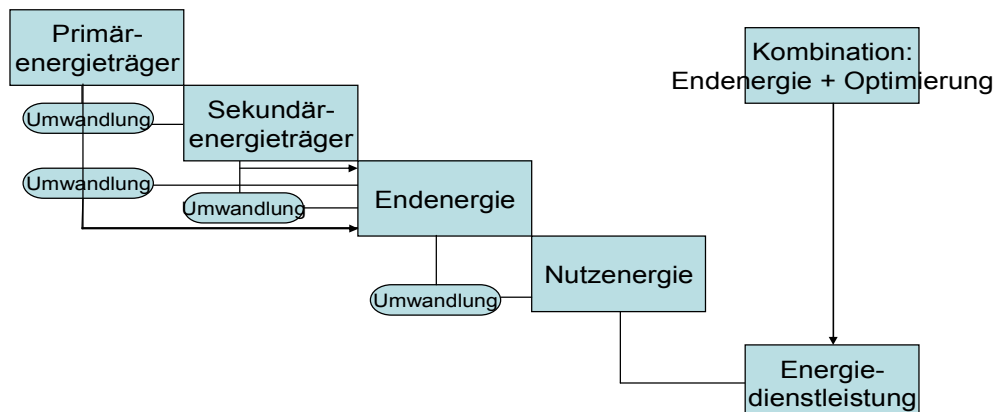 Primär-
energieträger
Kombination:
Endenergie + Optimierung
Umwandlung
Sekundär-
energieträger
Umwandlung
Umwandlung
Endenergie
Nutzenergie
Umwandlung
Energie-
dienstleistung